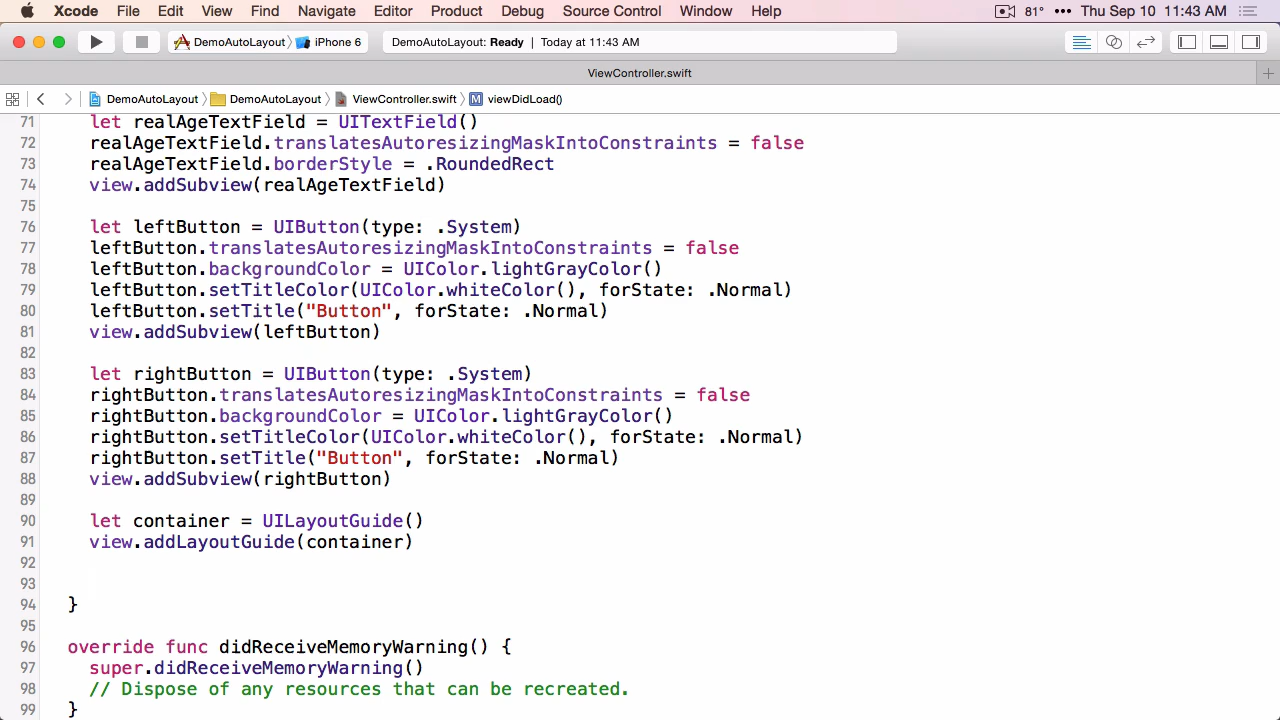 Xcode File Edit View Find Navigate Editor Product Debug Source Control Window Help 81° ••• Thu Sep 10 11:43 AM
DemoAutoLayout iPhone 6 DemoAutoLayout: Ready | Today at 11:43 AM
ViewController.swift
DemoAutoLayout DemoAutoLayout ViewController.swift M viewDidLoad()
71 let realAgeTextField = UITextField()
72 realAgeTextField.translatesAutoresizingMaskIntoConstraints = false
73 realAgeTextField.borderStyle = .RoundedRect
74 view.addSubview(realAgeTextField)
75
76 let leftButton = UIButton(type: .System)
77 leftButton.translatesAutoresizingMaskIntoConstraints = false
78 leftButton.backgroundColor = UIColor.lightGrayColor()
79 leftButton.setTitleColor(UIColor.whiteColor(), forState: .Normal)
80 leftButton.setTitle("Button", forState: .Normal)
81 view.addSubview(leftButton)
82
83 let rightButton = UIButton(type: .System)
84 rightButton.translatesAutoresizingMaskIntoConstraints = false
85 rightButton.backgroundColor = UIColor.lightGrayColor()
86 rightButton.setTitleColor(UIColor.whiteColor(), forState: .Normal)
87 rightButton.setTitle("Button", forState: .Normal)
88 view.addSubview(rightButton)
89
90 let container = UILayoutGuide()
91 view.addLayoutGuide(container)
92
93
94 }
95
96 override func didReceiveMemoryWarning() {
97 super.didReceiveMemoryWarning()
98 // Dispose of any resources that can be recreated.
99 }